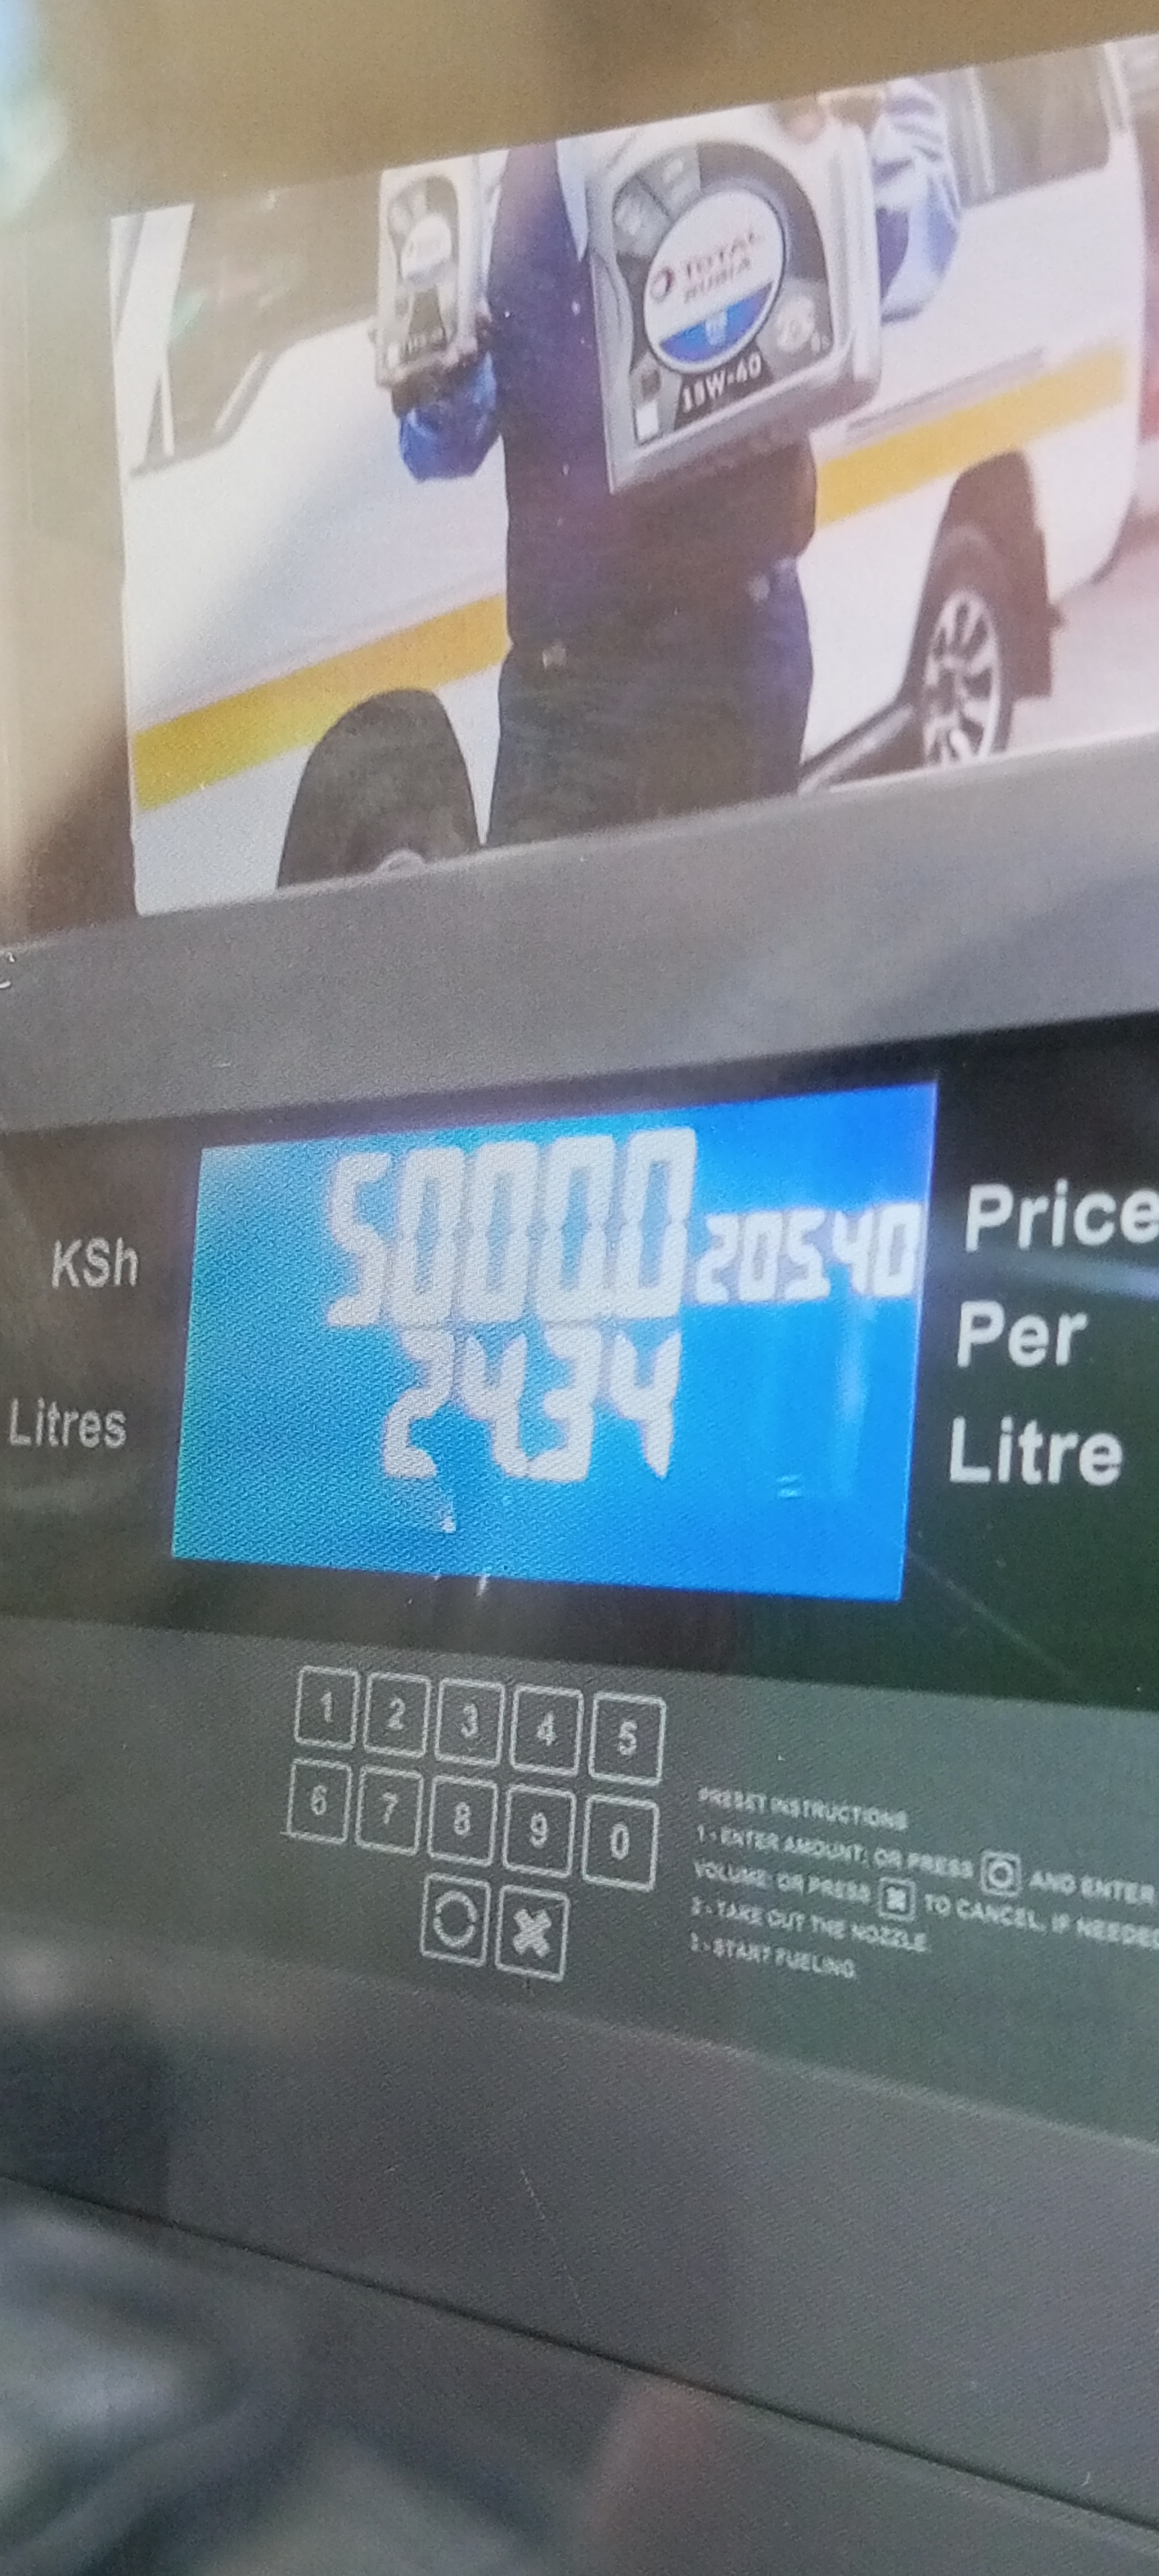 TOTAL
RUBIA
15W-40
KSh
5000.0
205.40
Price
Per
Litre
Litres
24.34
1 2 3 4 5
6 7 8 9 0
PRESET INSTRUCTIONS
1 - ENTER AMOUNT; OR PRESS AND ENTER
VOLUME; OR PRESS TO CANCEL, IF NEEDED
2 - TAKE OUT THE NOZZLE.
3 - START FUELING.